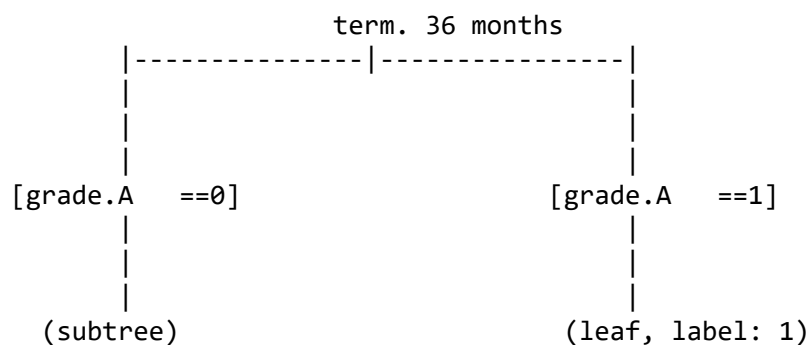 term. 36 months
|---------------|----------------|
| |
| |
| |
| |
[grade.A ==0] [grade.A ==1]
| |
| |
| |
(subtree) (leaf, label: 1)